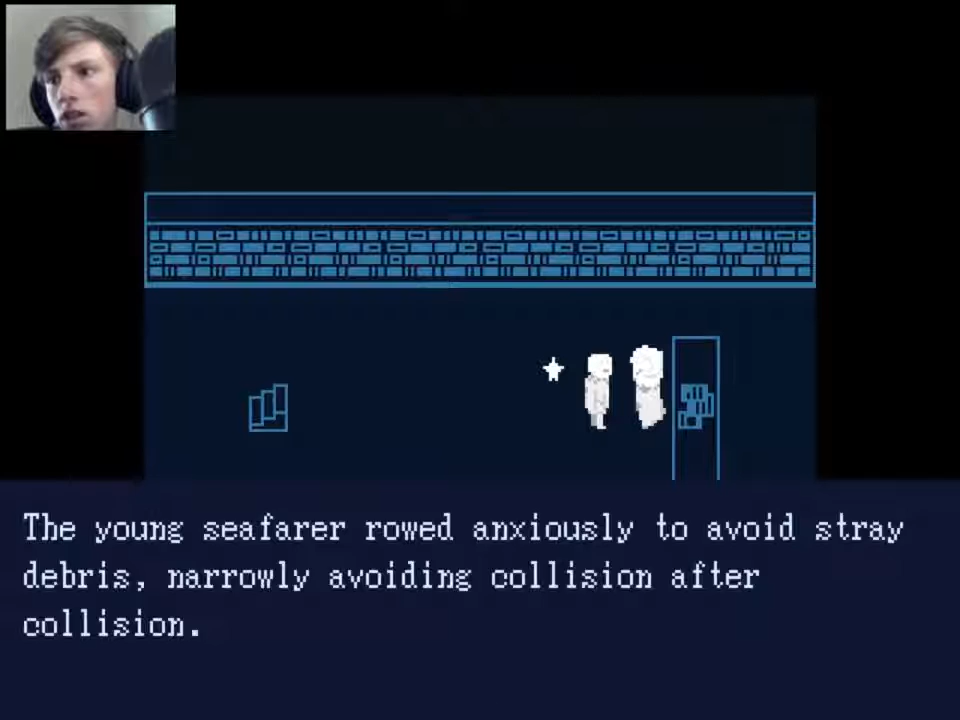 The young seafarer rowed anxiously to avoid stray
debris, narrowly avoiding collision after
collision.